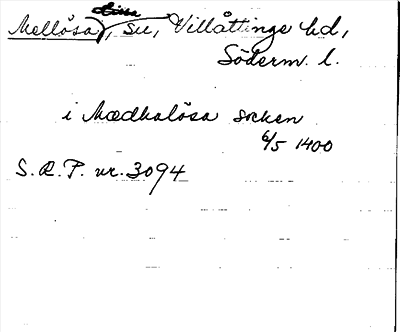 Mellösa, sn, Villåttinge hd,
Söderm. l.
i Mædhalösa socken
6/5 1400
S.R.P. nr. 3094